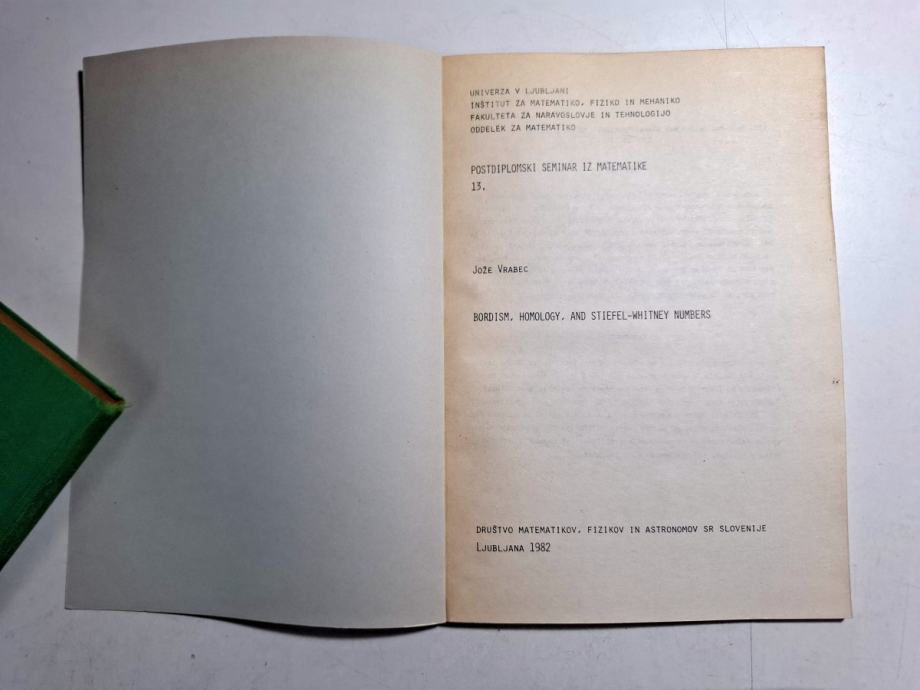 UNIVERZA V LJUBLJANI
INŠTITUT ZA MATEMATIKO, FIZIKO IN MEHANIKO
FAKULTETA ZA NARAVOSLOVJE IN TEHNOLOGIJO
ODDELEK ZA MATEMATIKO
POSTDIPLOMSKI SEMINAR IZ MATEMATIKE
13.
JOŽE VRABEC
BORDISM, HOMOLOGY, AND STIEFEL-WHITNEY NUMBERS
DRUŠTVO MATEMATIKOV, FIZIKOV IN ASTRONOMOV SR SLOVENIJE
LJUBLJANA 1982